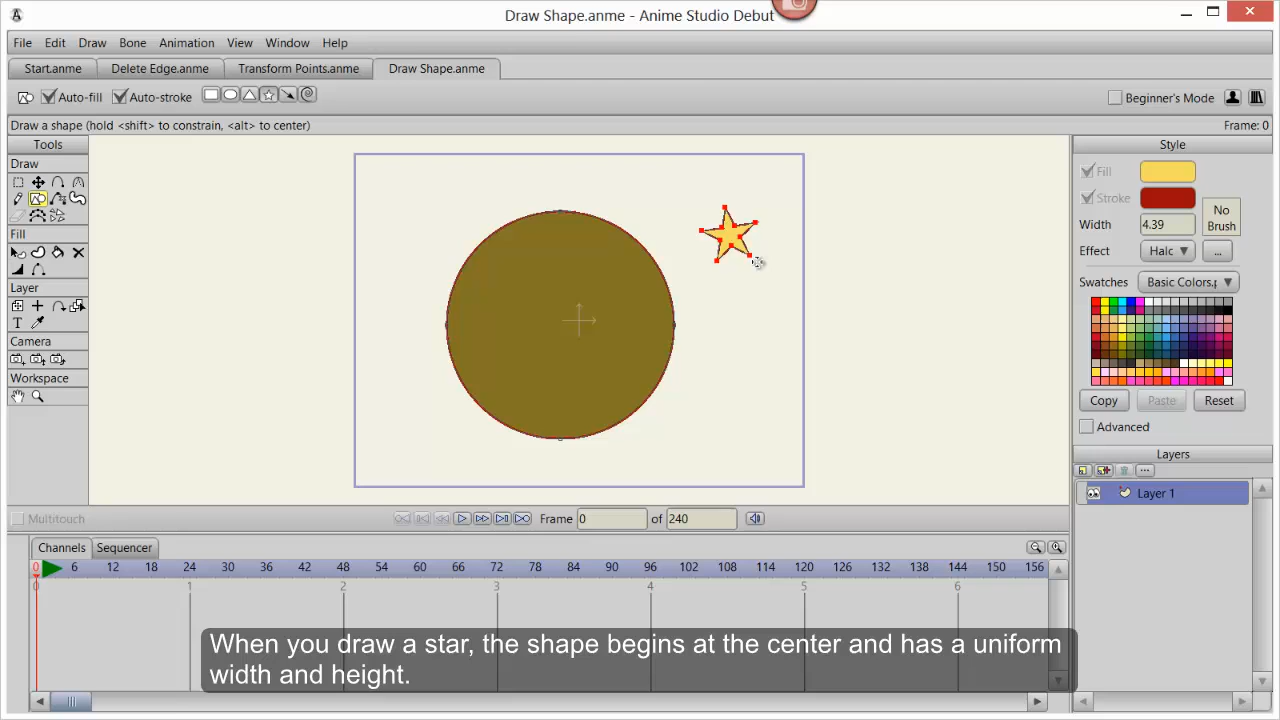 Draw Shape.anme - Anime Studio Debut
File Edit Draw Bone Animation View Window Help
Start.anme Delete Edge.anme Transform Points.anme Draw Shape.anme
Auto-fill Auto-stroke Beginner's Mode
Draw a shape (hold <shift> to constrain, <alt> to center) Frame: 0
Tools
Draw
Fill
Layer
Camera
Workspace
Style
Fill
Stroke
Width 4.39 No Brush
Effect Halc ...
Swatches Basic Colors.p
Copy Paste Reset
Advanced
Layers
Layer 1
Multitouch Frame 0 of 240
Channels Sequencer
0 6 12 18 24 30 36 42 48 54 60 66 72 78 84 90 96 102 108 114 120 126 132 138 144 150 156
0 1 2 3 4 5 6
When you draw a star, the shape begins at the center and has a uniform
width and height.